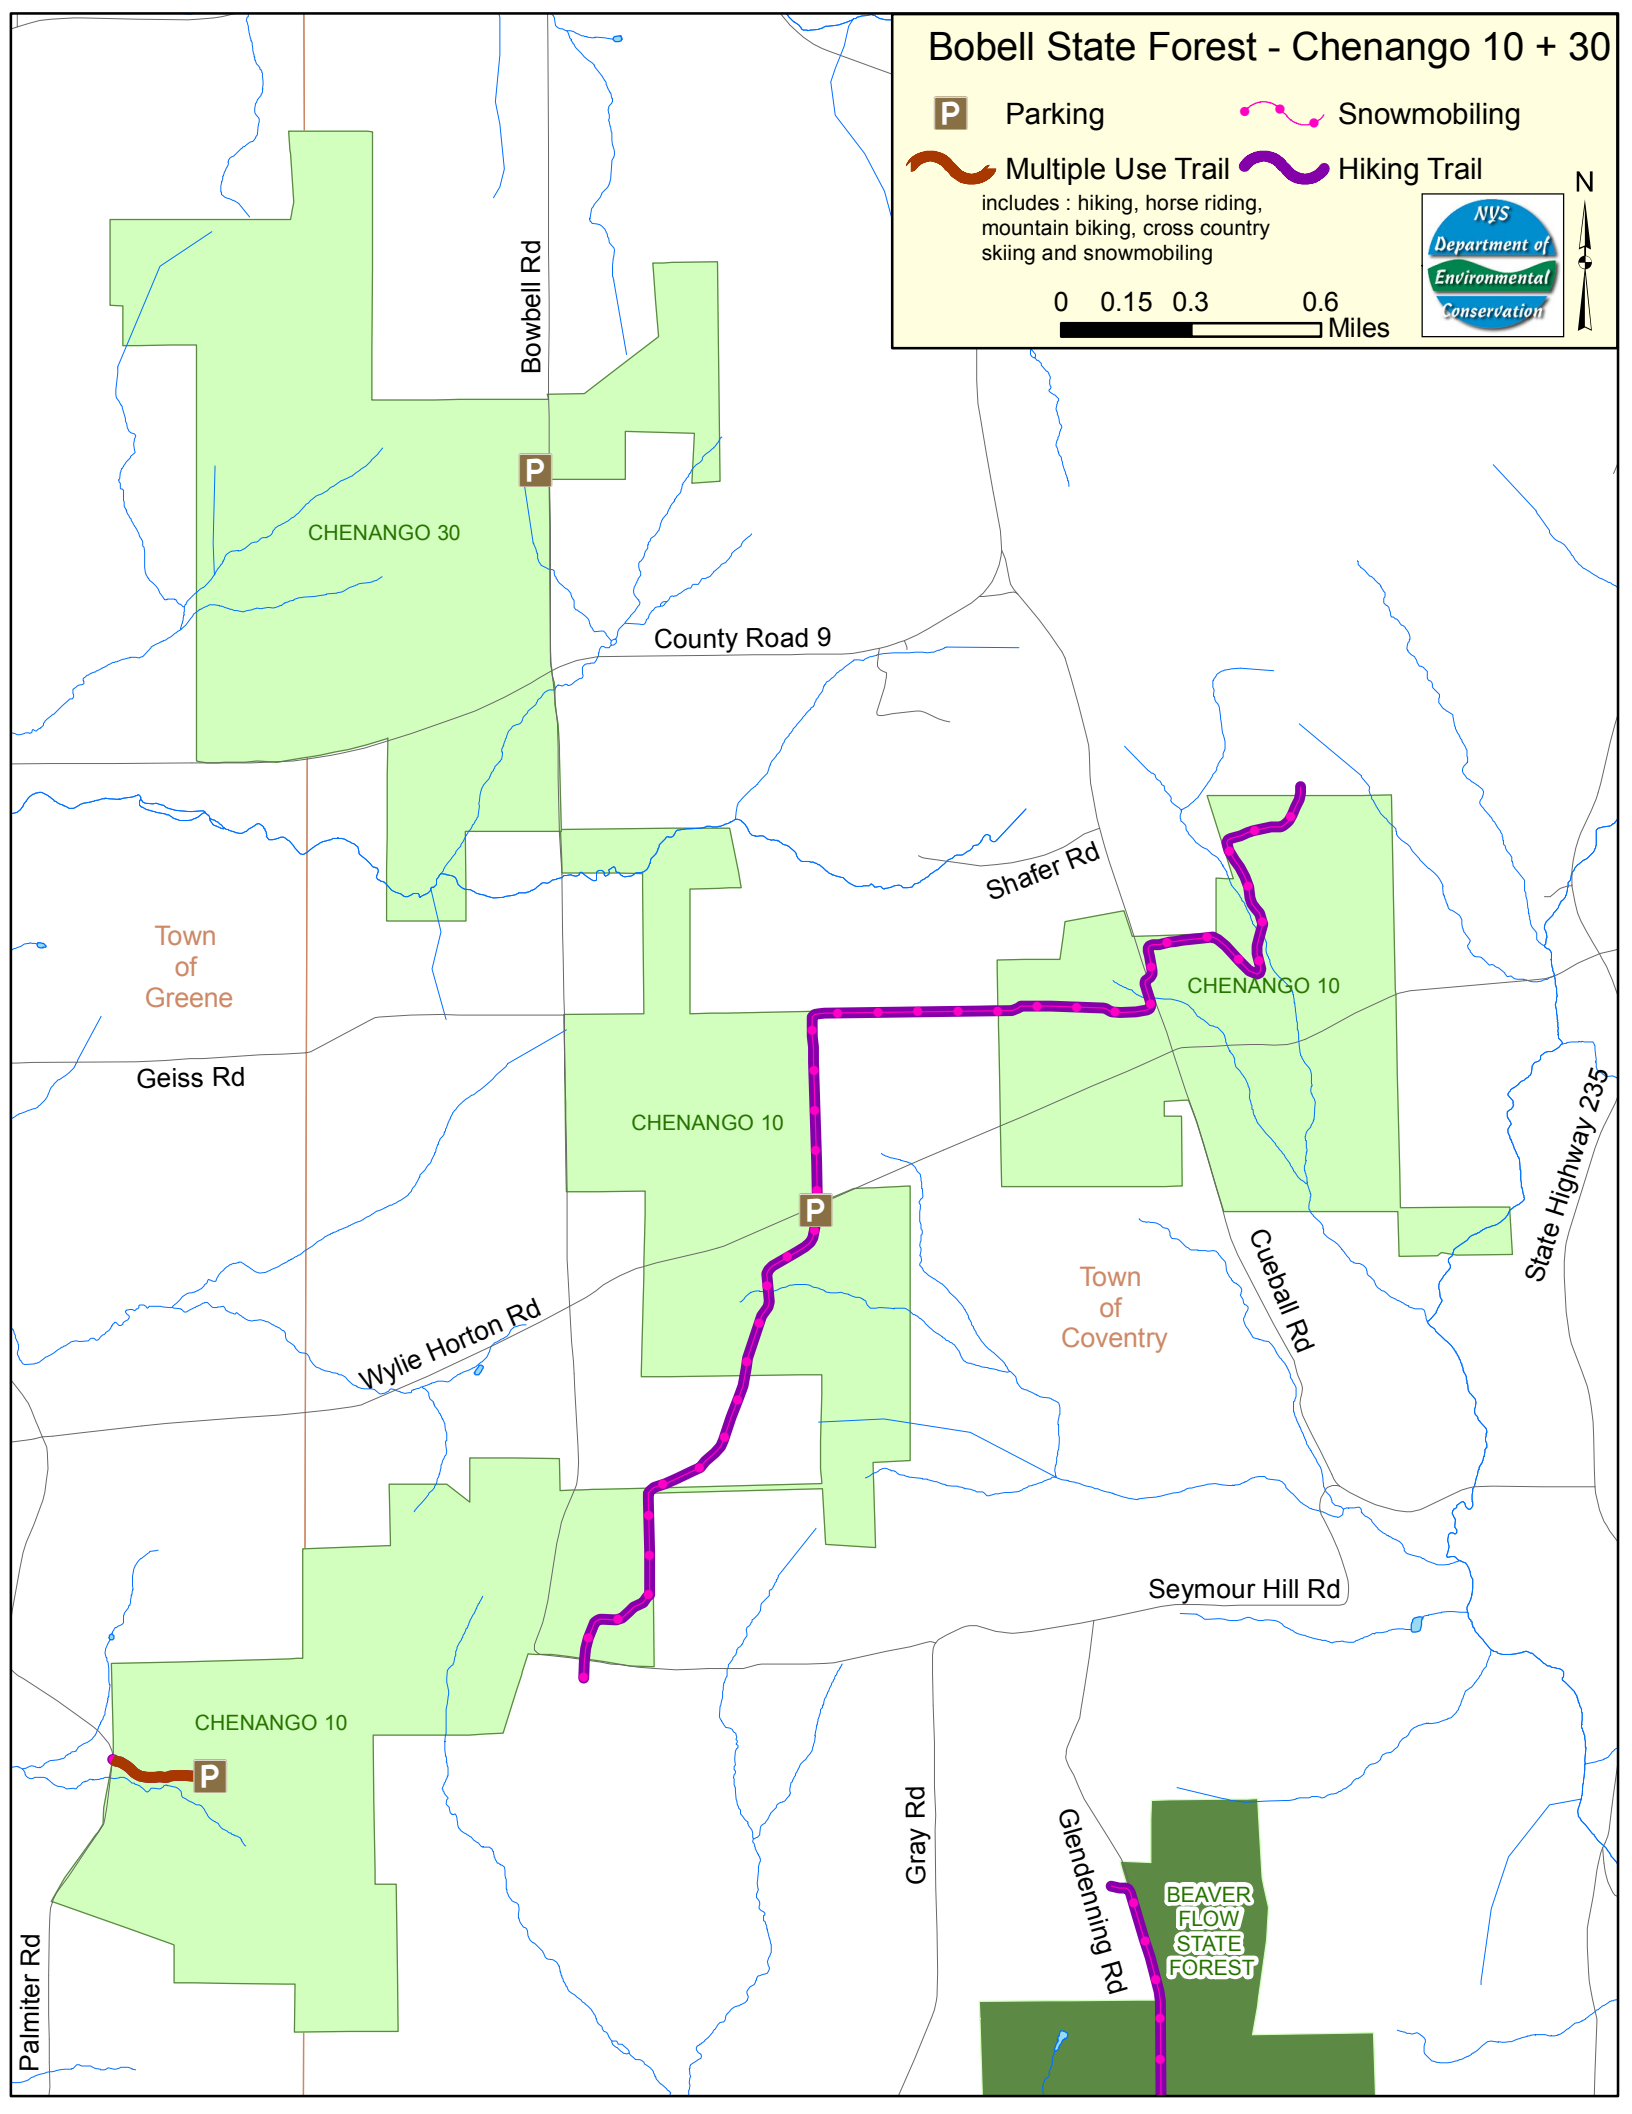 Bobell State Forest - Chenango 10 + 30
P Parking
Snowmobiling
Multiple Use Trail
Hiking Trail
includes : hiking, horse riding,
mountain biking, cross country
skiing and snowmobiling
N
NYS
Department of
Environmental
Conservation
0 0.15 0.3 0.6
Miles
Bowbell Rd
P
CHENANGO 30
County Road 9
Shafer Rd
Town
of
Greene
CHENANGO 10
Geiss Rd
CHENANGO 10
State Highway 235
P
Cueball Rd
Town
of
Coventry
Wylie Horton Rd
Seymour Hill Rd
CHENANGO 10
P
Gray Rd
Glendenning Rd
BEAVER
FLOW
STATE
FOREST
Palmiter Rd